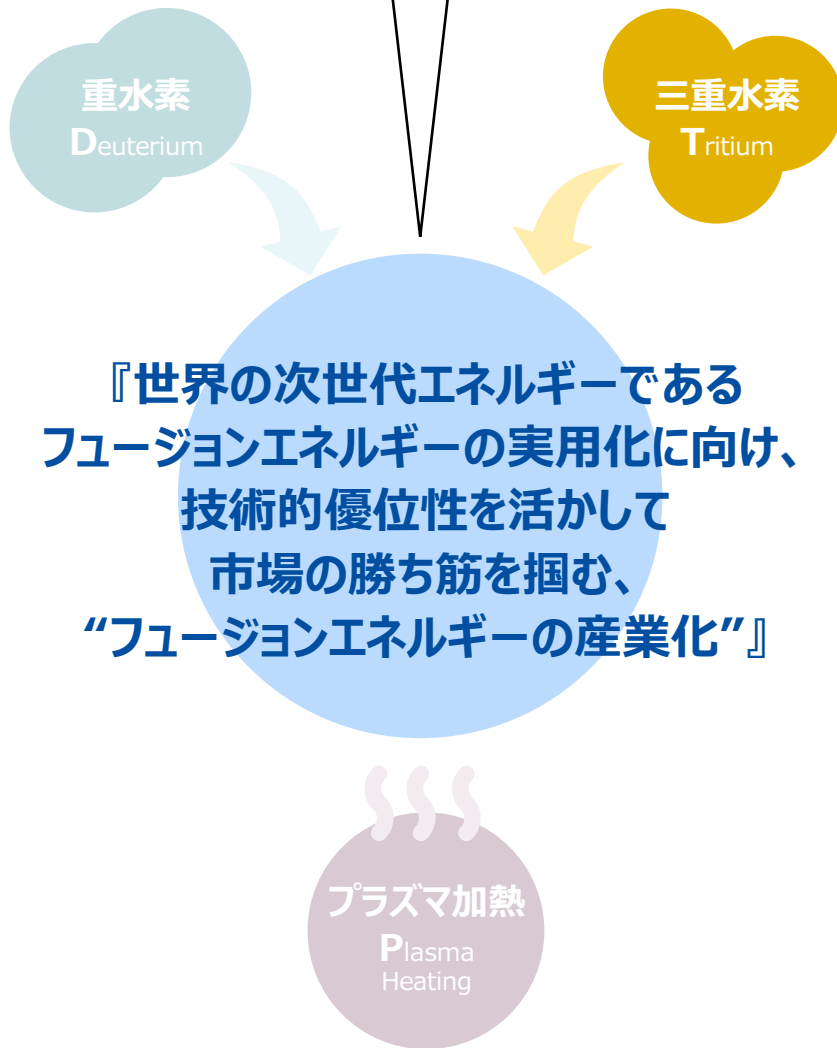 重水素
Deuterium
三重水素
Tritium
『世界の次世代エネルギーである
フュージョンエネルギーの実用化に向け、
技術的優位性を活かして
市場の勝ち筋を掴む、
“フュージョンエネルギーの産業化”』
プラズマ加熱
Plasma
Heating